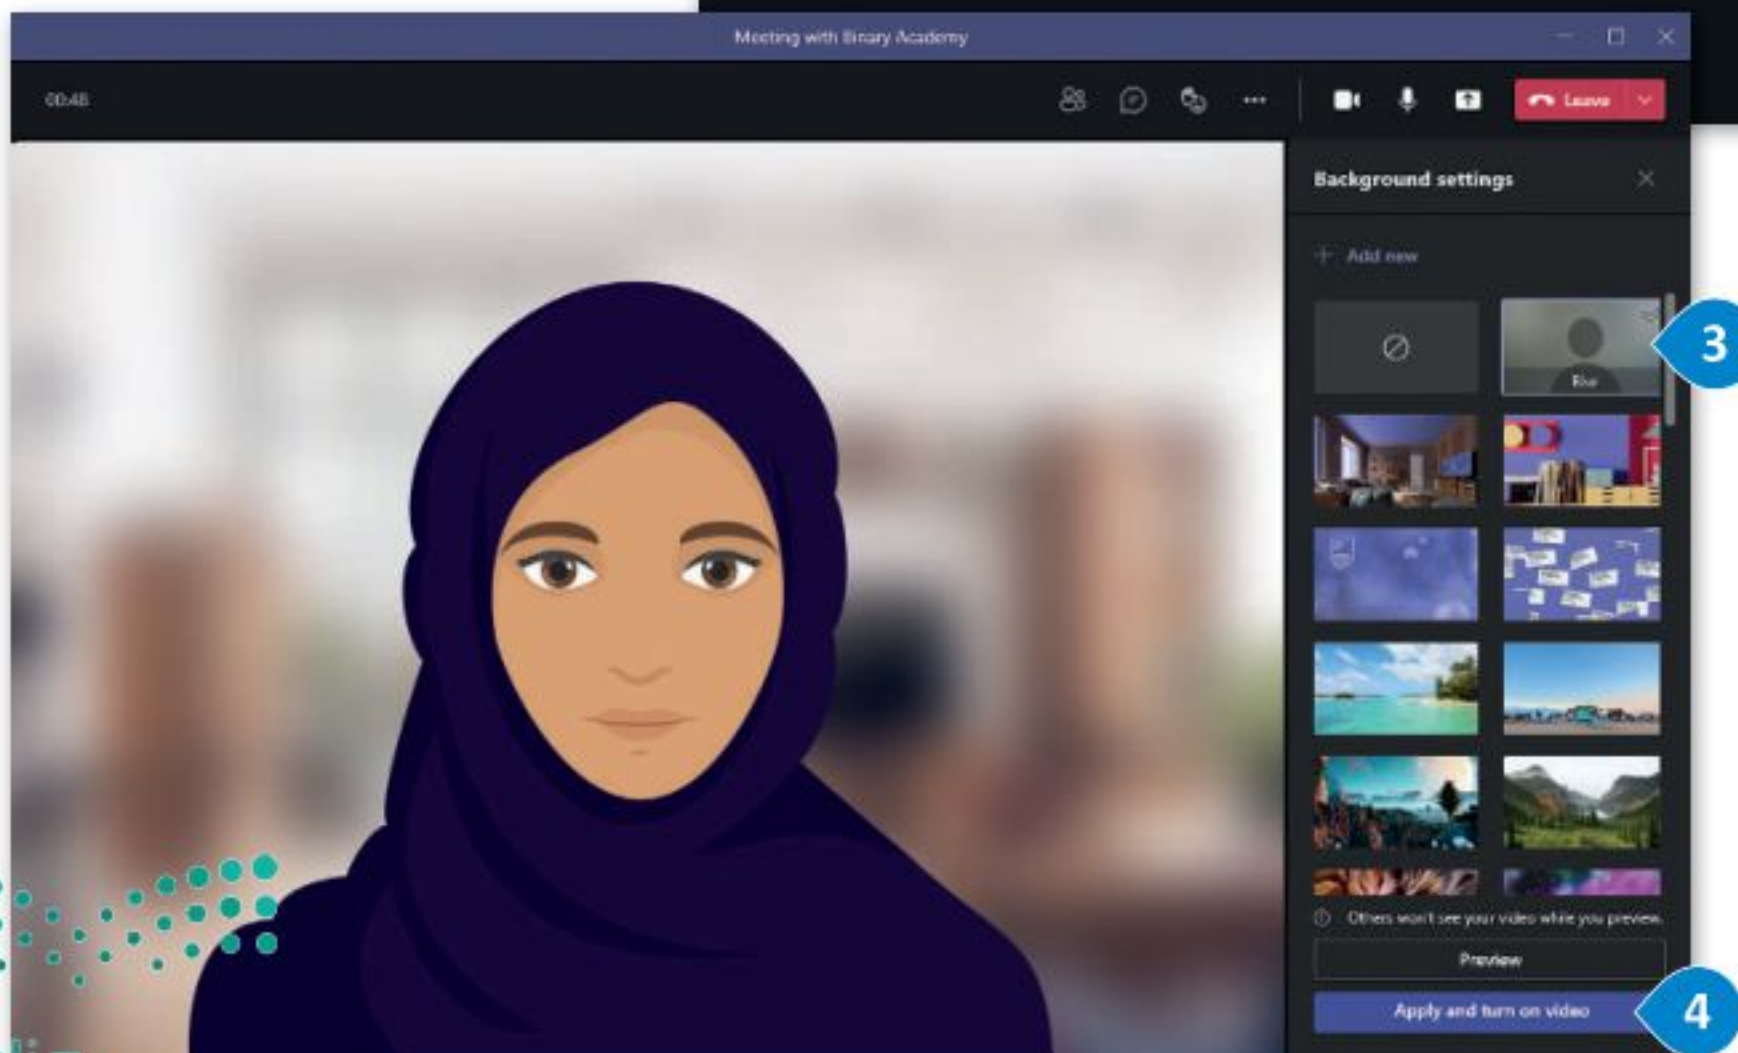 Meeting with Binary Academy
00:48
Leave
Background settings
Add new
Blur
3
Others won't see your video while you preview.
Preview
Apply and turn on video
4